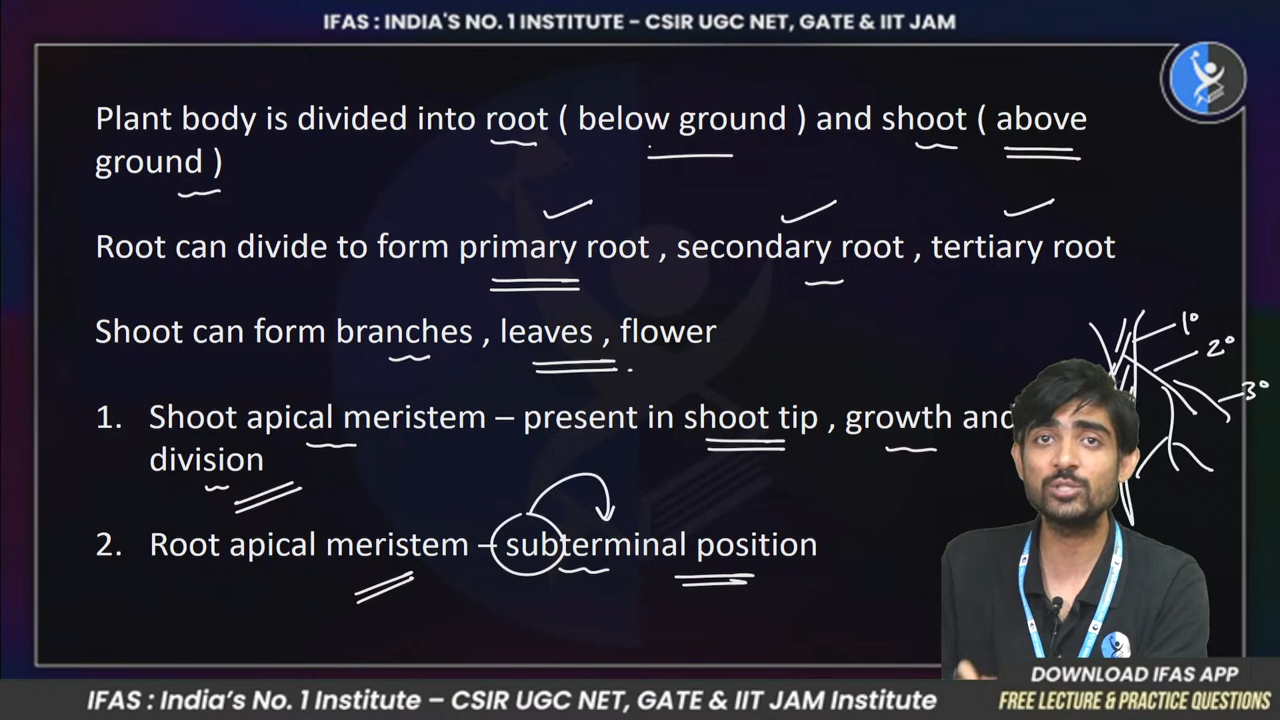 IFAS : INDIA'S NO. 1 INSTITUTE – CSIR UGC NET, GATE & IIT JAM
Plant body is divided into root ( below ground ) and shoot ( above
ground )
Root can divide to form primary root , secondary root , tertiary root
Shoot can form branches , leaves , flower
1°
2°
3°
1. Shoot apical meristem – present in shoot tip , growth and
division
2. Root apical meristem – subterminal position
DOWNLOAD IFAS APP
FREE LECTURE & PRACTICE QUESTIONS
IFAS : India's No. 1 Institute – CSIR UGC NET, GATE & IIT JAM Institute